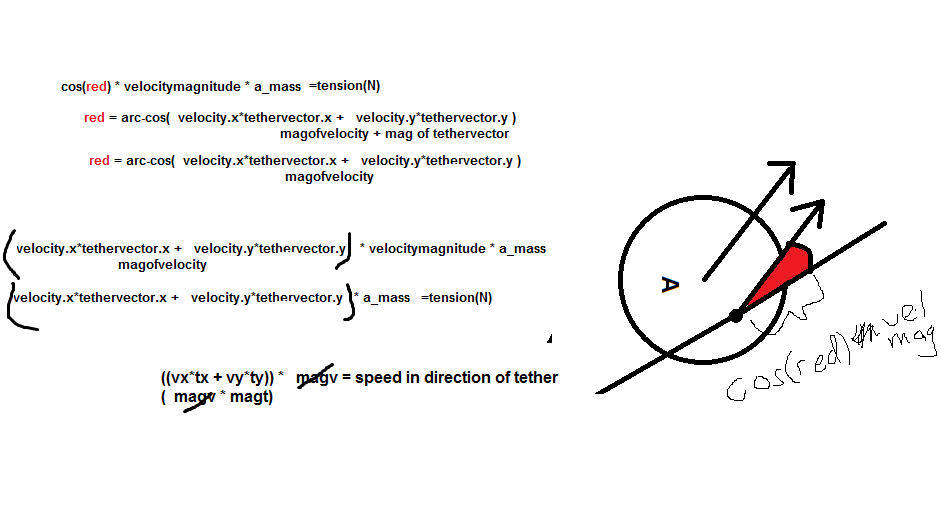 cos(red) * velocitymagnitude * a_mass =tension(N)
red = arc-cos( velocity.x*tethervector.x + velocity.y*tethervector.y )
magofvelocity + mag of tethervector
red = arc-cos( velocity.x*tethervector.x + velocity.y*tethervector.y )
magofvelocity
( velocity.x*tethervector.x + velocity.y*tethervector.y) * velocitymagnitude * a_mass
magofvelocity
(velocity.x*tethervector.x + velocity.y*tethervector.y ) * a_mass =tension(N)
((vx*tx + vy*ty)) * magv = speed in direction of tether
( magv * magt)
A
cos(red) * vel
mag